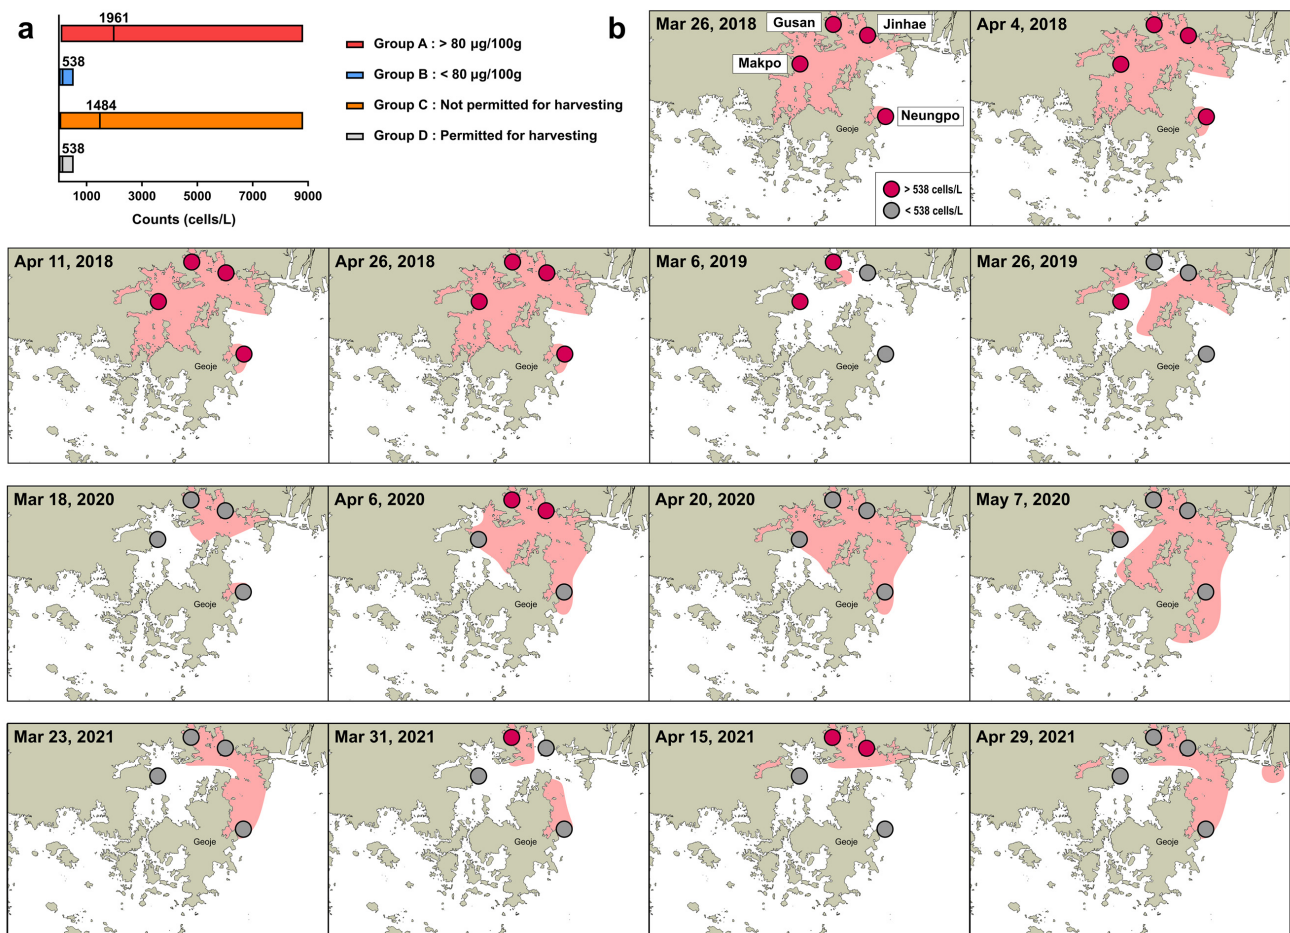 a
1961
538
1484
538
1000
3000
5000
7000
9000
Counts (cells/L)
Group A : > 80 µg/100g
Group B : < 80 µg/100g
Group C : Not permitted for harvesting
Group D : Permitted for harvesting
b
Mar 26, 2018
Gusan
Jinhae
Makpo
Neungpo
Geoje
> 538 cells/L
< 538 cells/L
Apr 4, 2018
Geoje
Apr 11, 2018
Geoje
Apr 26, 2018
Geoje
Mar 6, 2019
Geoje
Mar 26, 2019
Geoje
Mar 18, 2020
Geoje
Apr 6, 2020
Geoje
Apr 20, 2020
Geoje
May 7, 2020
Geoje
Mar 23, 2021
Geoje
Mar 31, 2021
Geoje
Apr 15, 2021
Geoje
Apr 29, 2021
Geoje